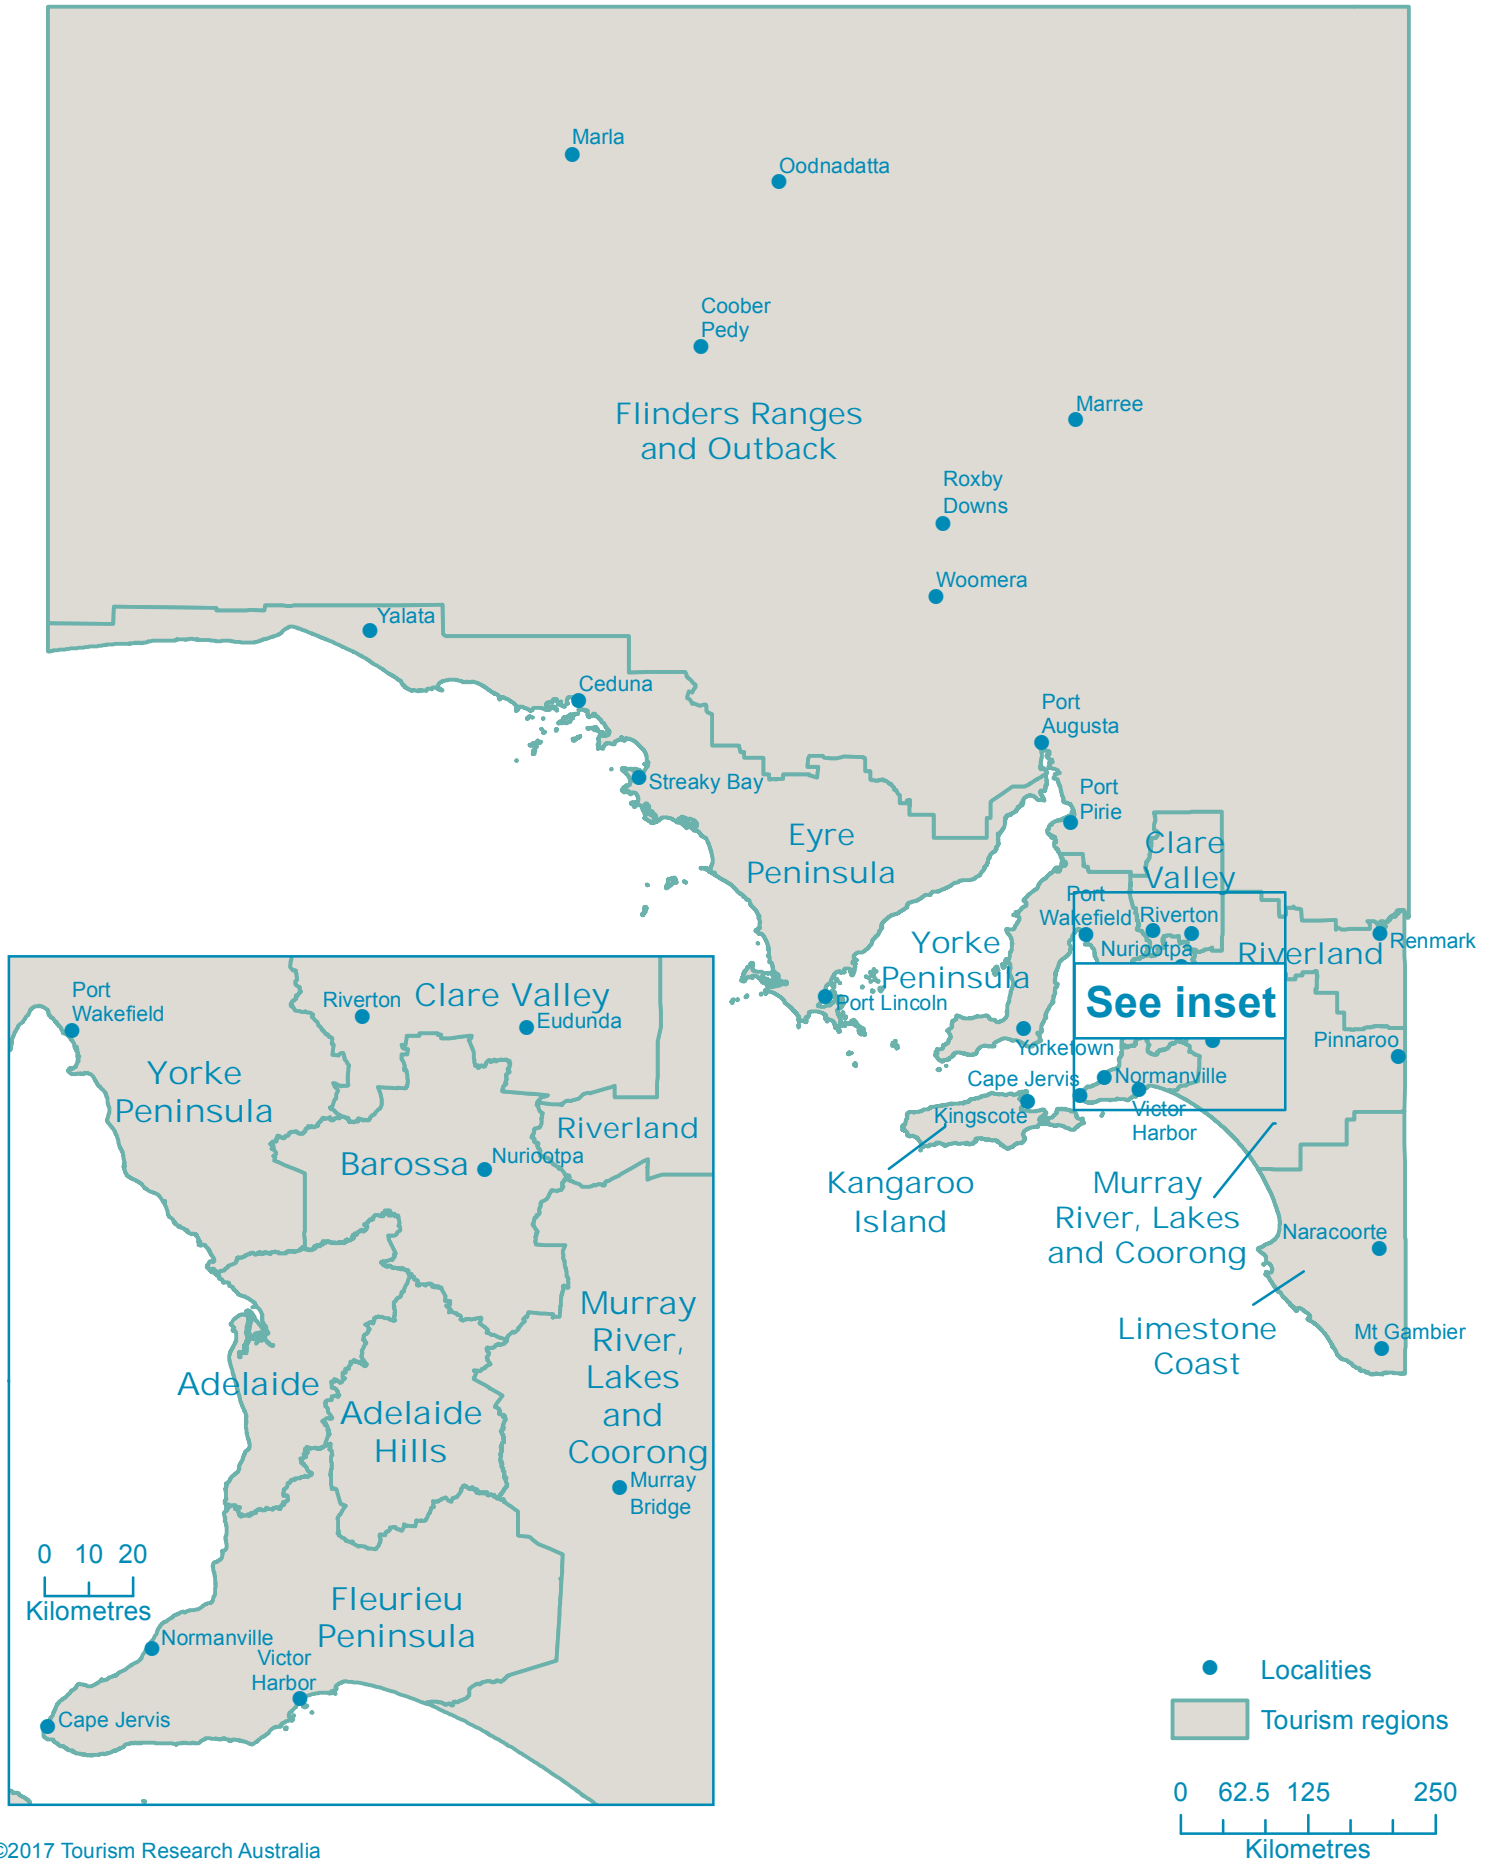 Marla
Oodnadatta
Coober
Pedy
Flinders Ranges
and Outback
Marree
Roxby
Downs
Woomera
Yalata
Ceduna
Port
Augusta
Streaky Bay
Port
Pirie
Eyre
Peninsula
Clare
Valley
Port
Wakefield
Riverton
Nuriootpa
Yorke
Peninsula
Riverland
Renmark
Port Lincoln
See inset
Pinnaroo
Yorketown
Cape Jervis
Normanville
Kingscote
Victor
Harbor
Kangaroo
Island
Murray
River, Lakes
and Coorong
Naracoorte
Limestone
Coast
Mt Gambier
Port
Wakefield
Riverton
Clare Valley
Eudunda
Yorke
Peninsula
Riverland
Barossa
Nuriootpa
Murray
River,
Lakes
and
Coorong
Adelaide
Adelaide
Hills
Murray
Bridge
0 10 20
Kilometres
Fleurieu
Peninsula
Normanville
Victor
Harbor
Cape Jervis
Localities
Tourism regions
0 62.5 125 250
Kilometres
©2017 Tourism Research Australia